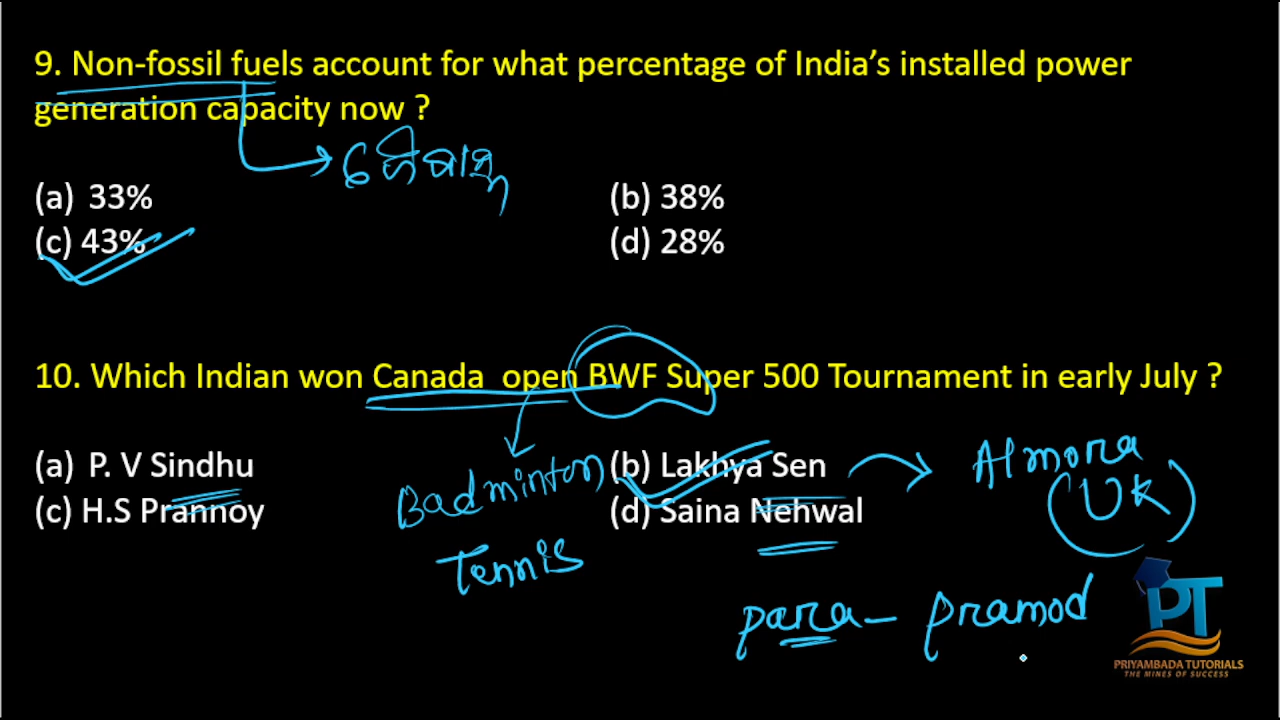 9. Non-fossil fuels account for what percentage of India’s installed power
generation capacity now ?
(a) 33%
(b) 38%
(c) 43%
(d) 28%
10. Which Indian won Canada open BWF Super 500 Tournament in early July ?
(a) P. V Sindhu
(b) Lakhya Sen
(c) H.S Prannoy
(d) Saina Nehwal
Almora
(UK)
Badminton
Tennis
para - pramod
PT
PRIYAMBADA TUTORIALS
THE MINES OF SUCCESS